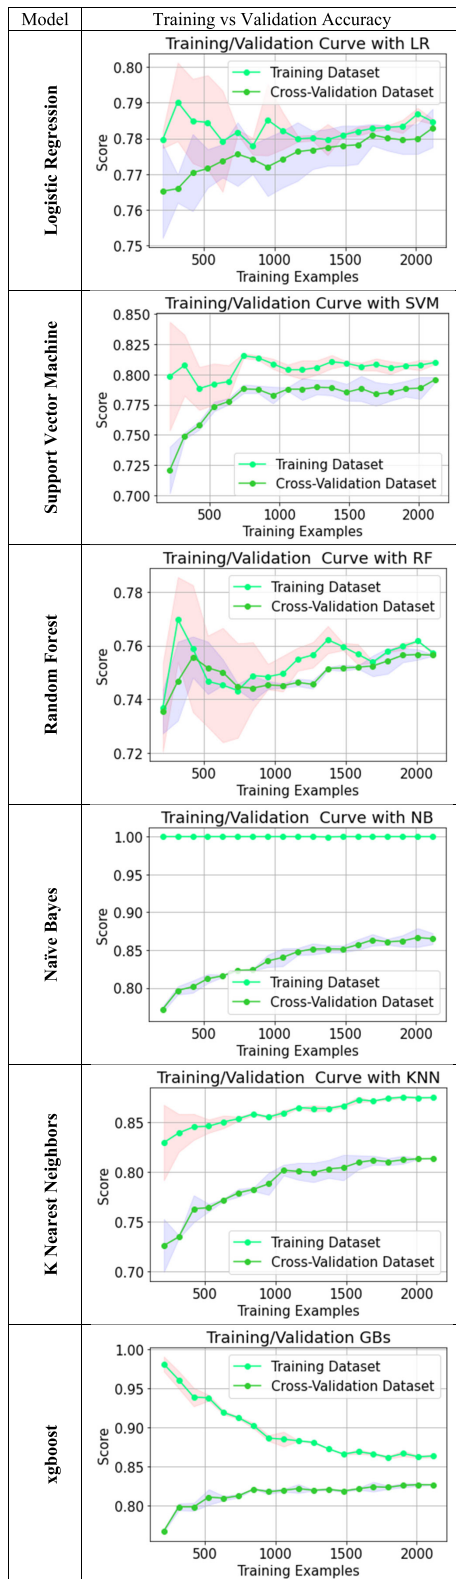 Model Training vs Validation Accuracy
Logistic Regression
Training/Validation Curve with LR
Training Dataset
Cross-Validation Dataset
0.80
0.79
0.78
0.77
0.76
0.75
Score
500 1000 1500 2000
Training Examples
Support Vector Machine
Training/Validation Curve with SVM
0.850
0.825
0.800
0.775
0.750
0.725
0.700
Score
Training Dataset
Cross-Validation Dataset
500 1000 1500 2000
Training Examples
Random Forest
Training/Validation Curve with RF
Training Dataset
Cross-Validation Dataset
0.78
0.76
0.74
0.72
Score
500 1000 1500 2000
Training Examples
Naïve Bayes
Training/Validation Curve with NB
1.00
0.95
0.90
0.85
0.80
Score
Training Dataset
Cross-Validation Dataset
500 1000 1500 2000
Training Examples
K Nearest Neighbors
Training/Validation Curve with KNN
0.85
0.80
0.75
0.70
Score
Training Dataset
Cross-Validation Dataset
500 1000 1500 2000
Training Examples
xgboost
Training/Validation GBs
1.00
0.95
0.90
0.85
0.80
Score
Training Dataset
Cross-Validation Dataset
500 1000 1500 2000
Training Examples